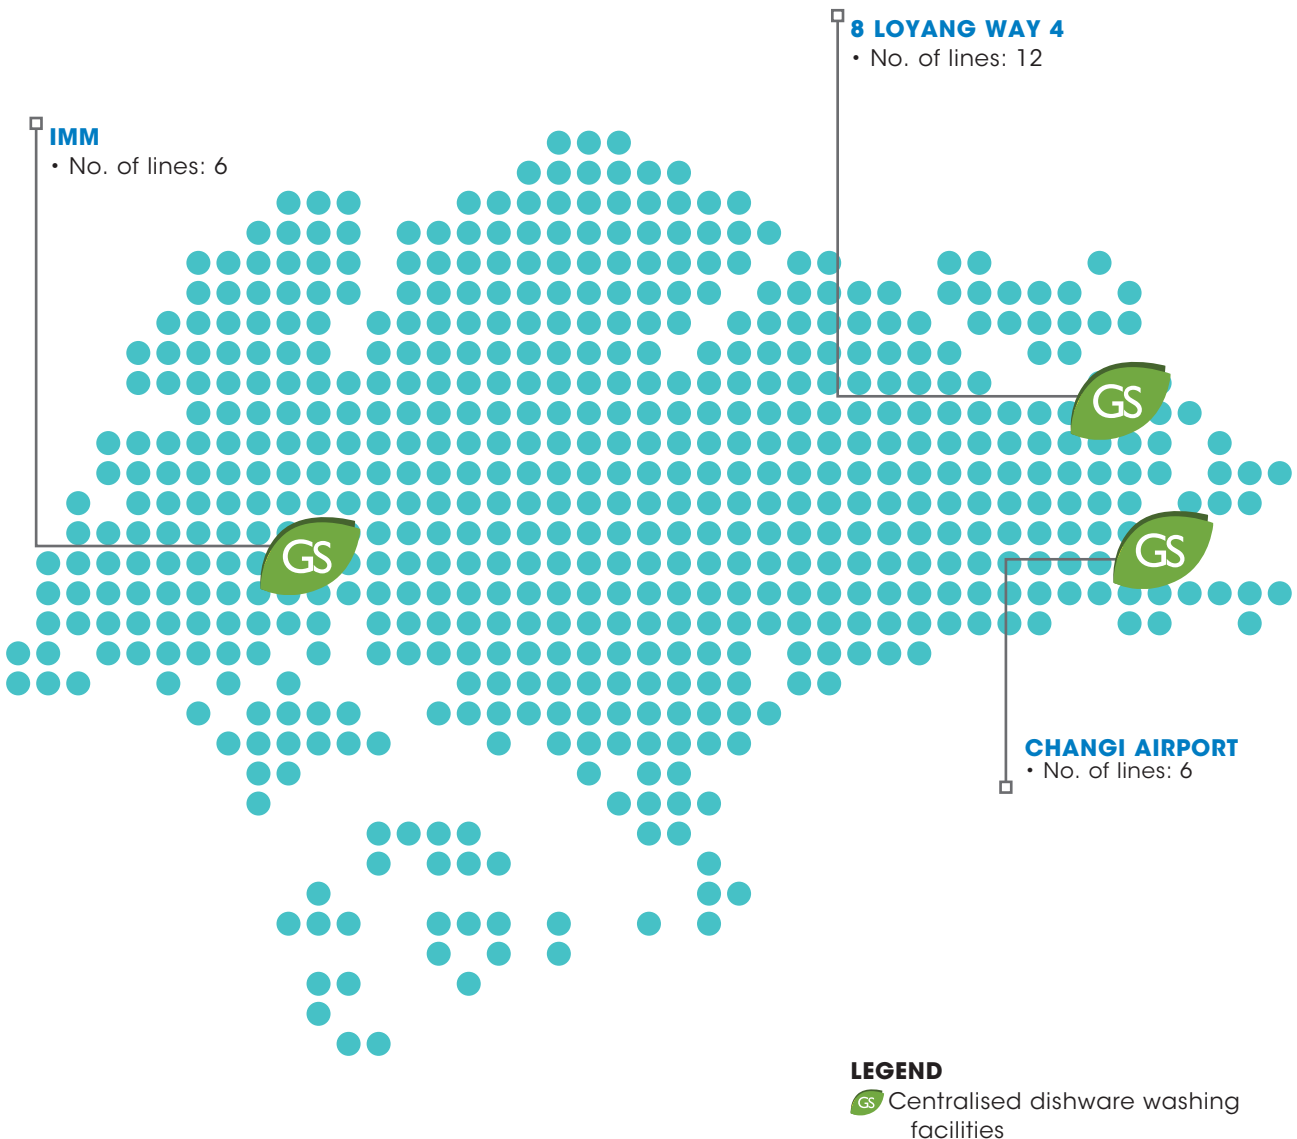 8 LOYANG WAY 4
• No. of lines: 12
IMM
• No. of lines: 6
GS
GS
GS
CHANGI AIRPORT
• No. of lines: 6
LEGEND
GS Centralised dishware washing
facilities